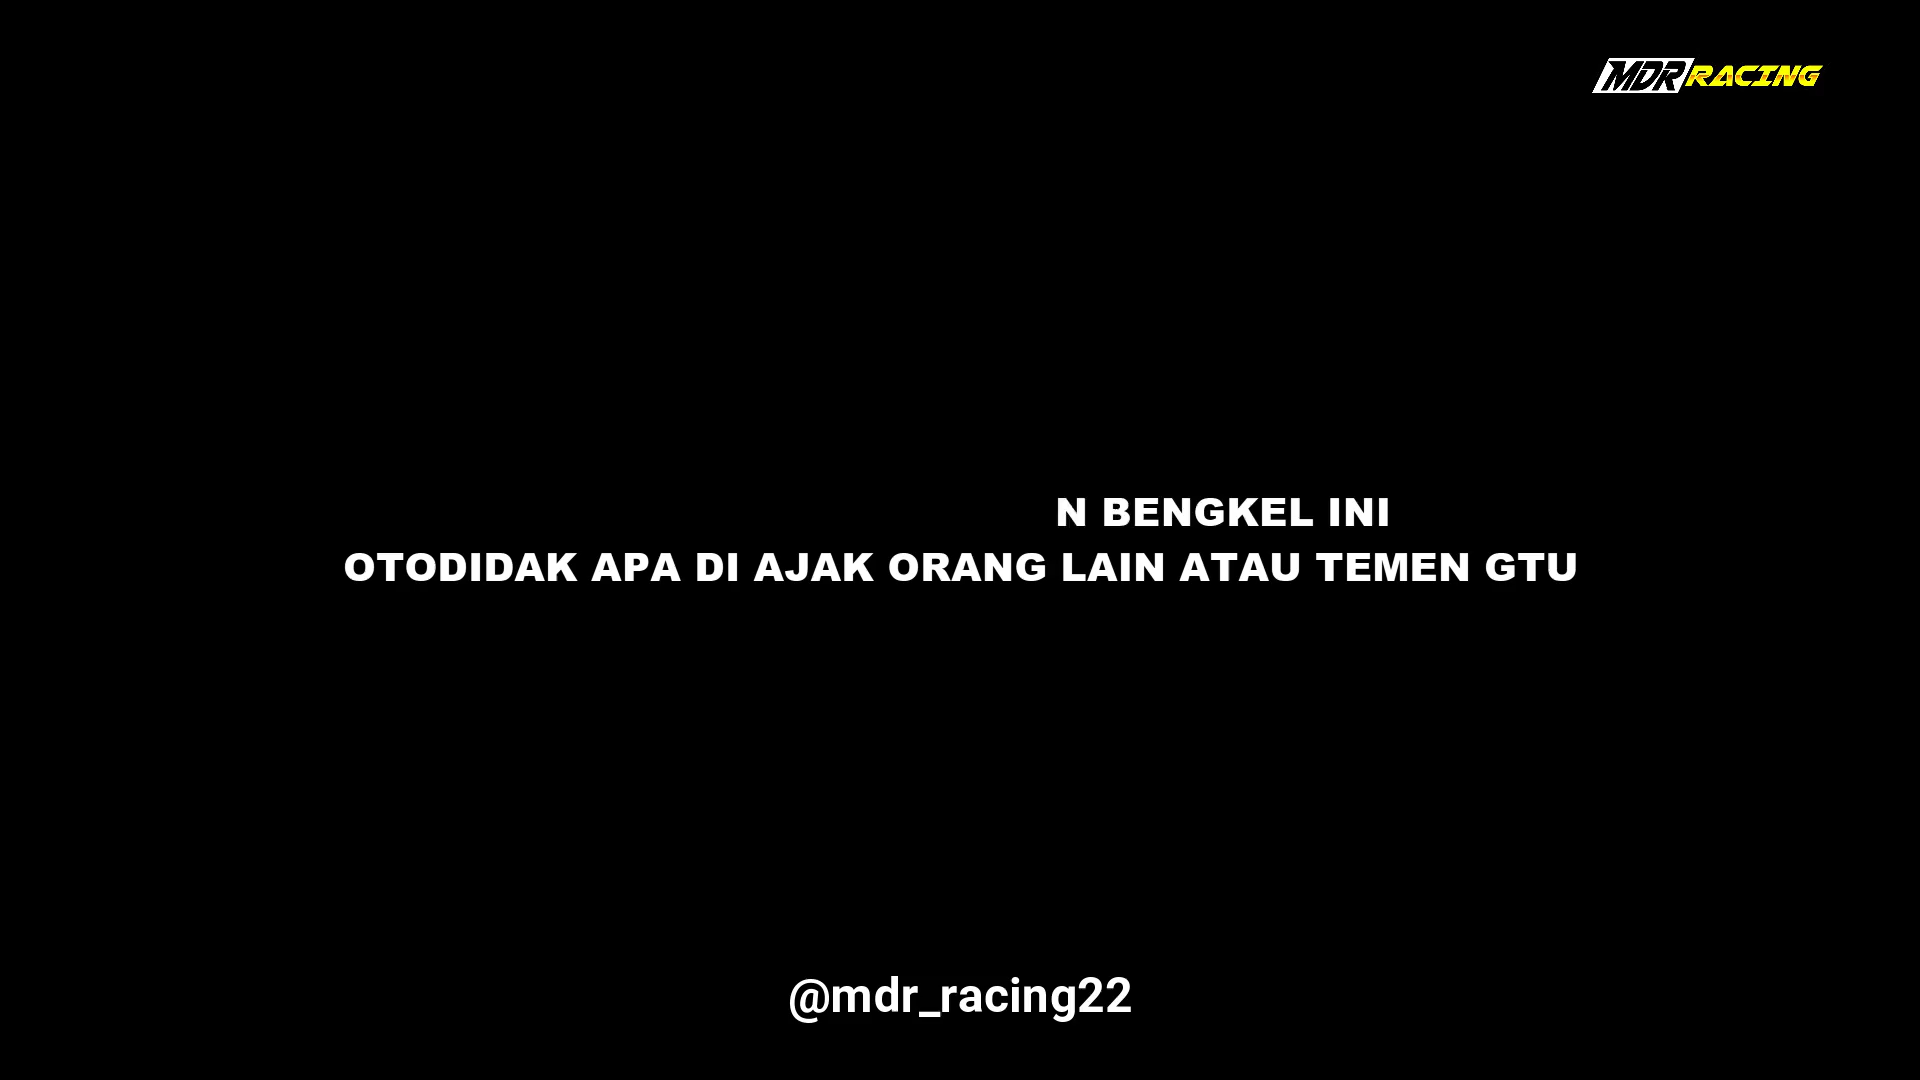 MDR RACING
N BENGKEL INI
OTODIDAK APA DI AJAK ORANG LAIN ATAU TEMEN GTU
@mdr_racing22